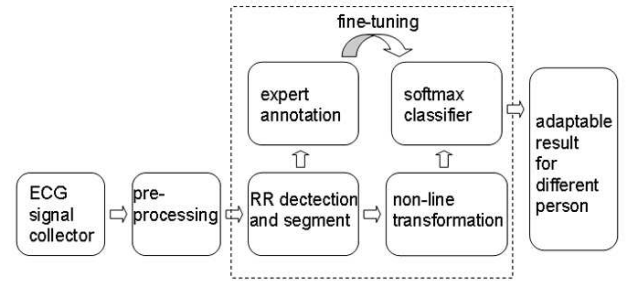 fine-tuning
expert
annotation
softmax
classifier
adaptable
result
for
different
person
ECG
signal
collector
pre-
processing
RR dectection
and segment
non-line
transformation